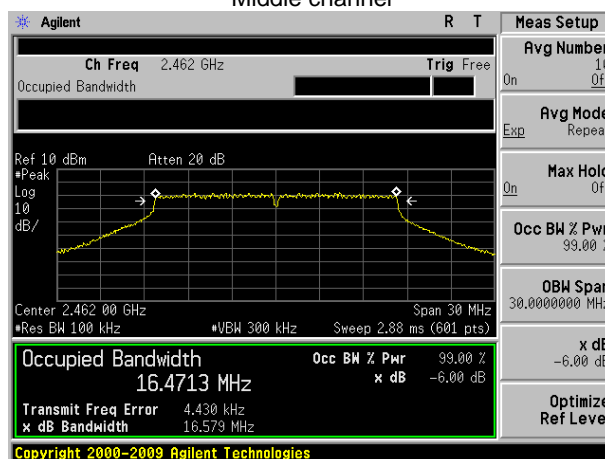 Middle channel
Agilent R T
Ch Freq 2.462 GHz Trig Free
Occupied Bandwidth
Ref 10 dBm Atten 20 dB
#Peak
Log
10
dB/
Center 2.462 00 GHz Span 30 MHz
#Res BW 100 kHz #VBW 300 kHz Sweep 2.88 ms (601 pts)
Occupied Bandwidth Occ BW % Pwr 99.00 %
16.4713 MHz x dB -6.00 dB
Transmit Freq Error 4.430 kHz
x dB Bandwidth 16.579 MHz
Copyright 2000-2009 Agilent Technologies
Meas Setup
Avg Number
On
Avg Mode
Exp Repea
Max Hold
On Of
Occ BW % Pwr
99.00 %
OBW Span
30.0000000 MHz
x dB
-6.00 dB
Optimize
Ref Level